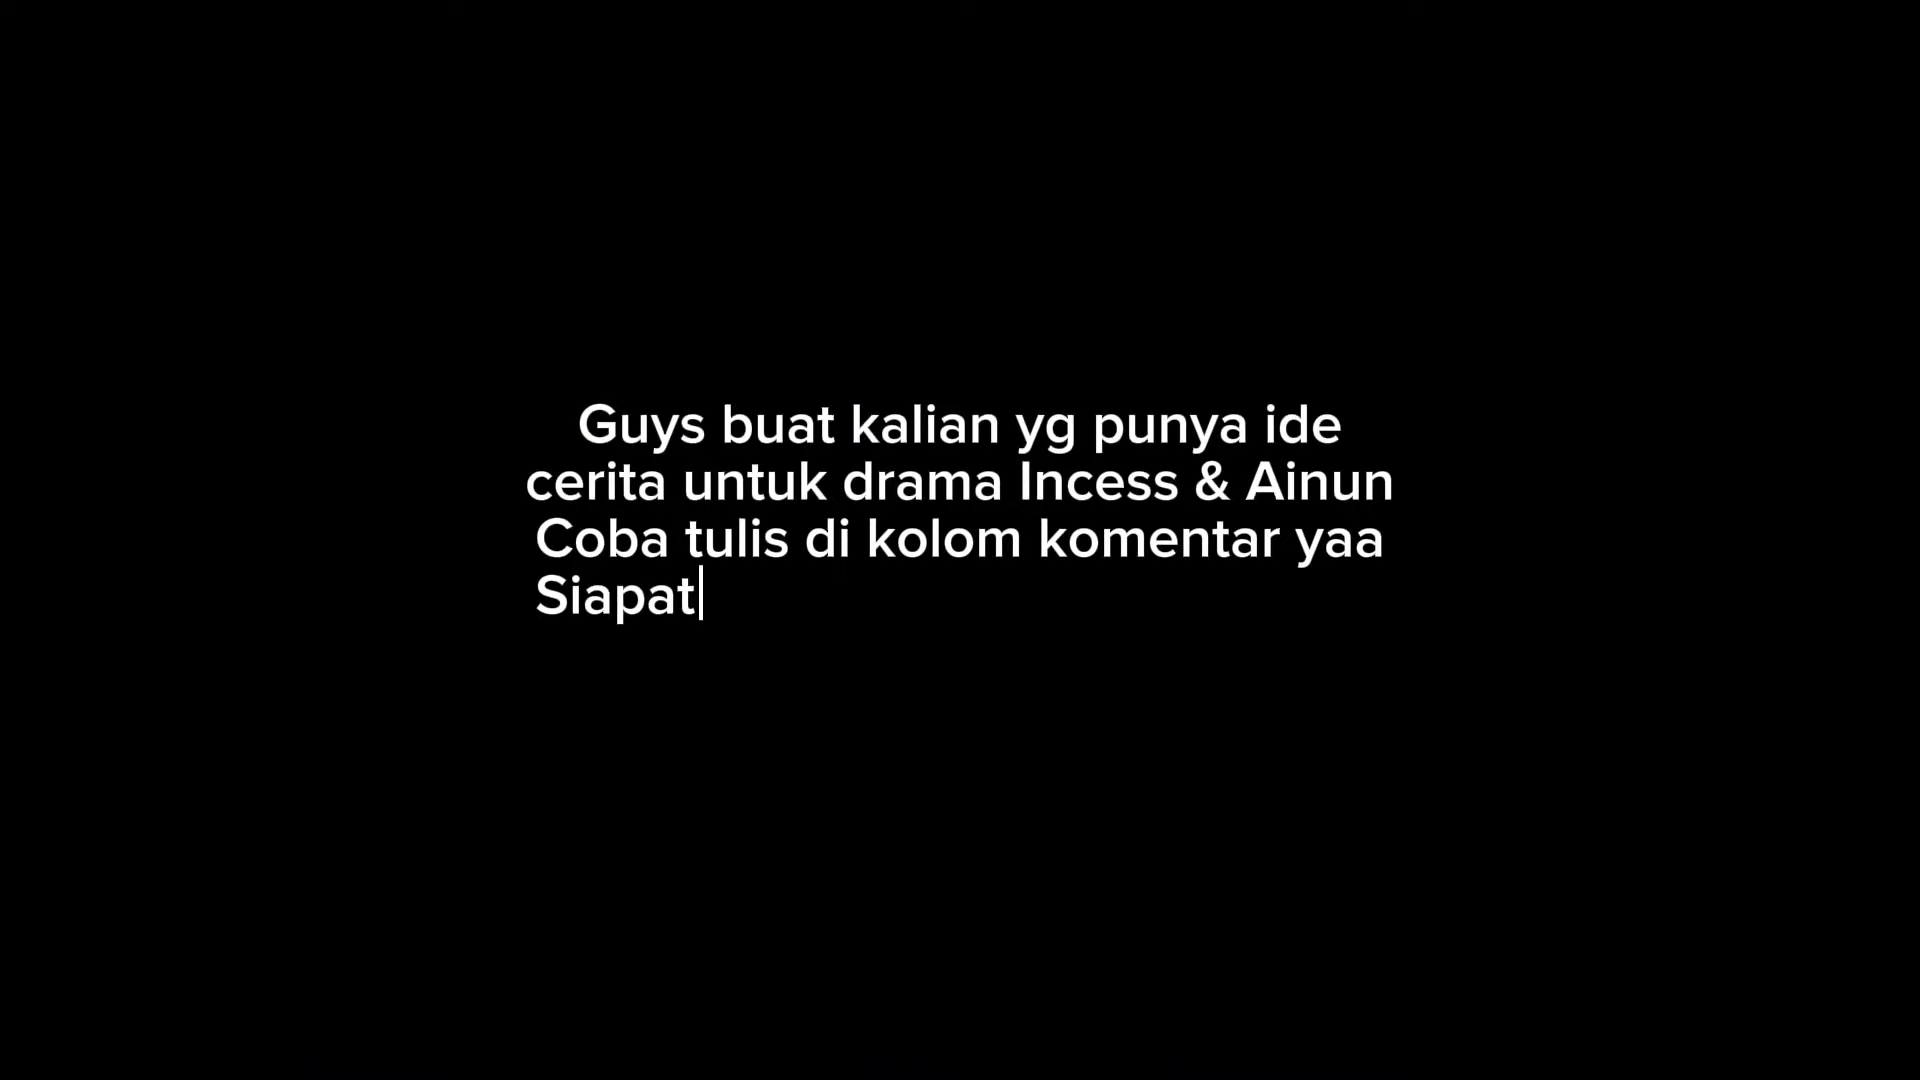 Guys buat kalian yg punya ide
cerita untuk drama Incess & Ainun
Coba tulis di kolom komentar yaa
Siapat